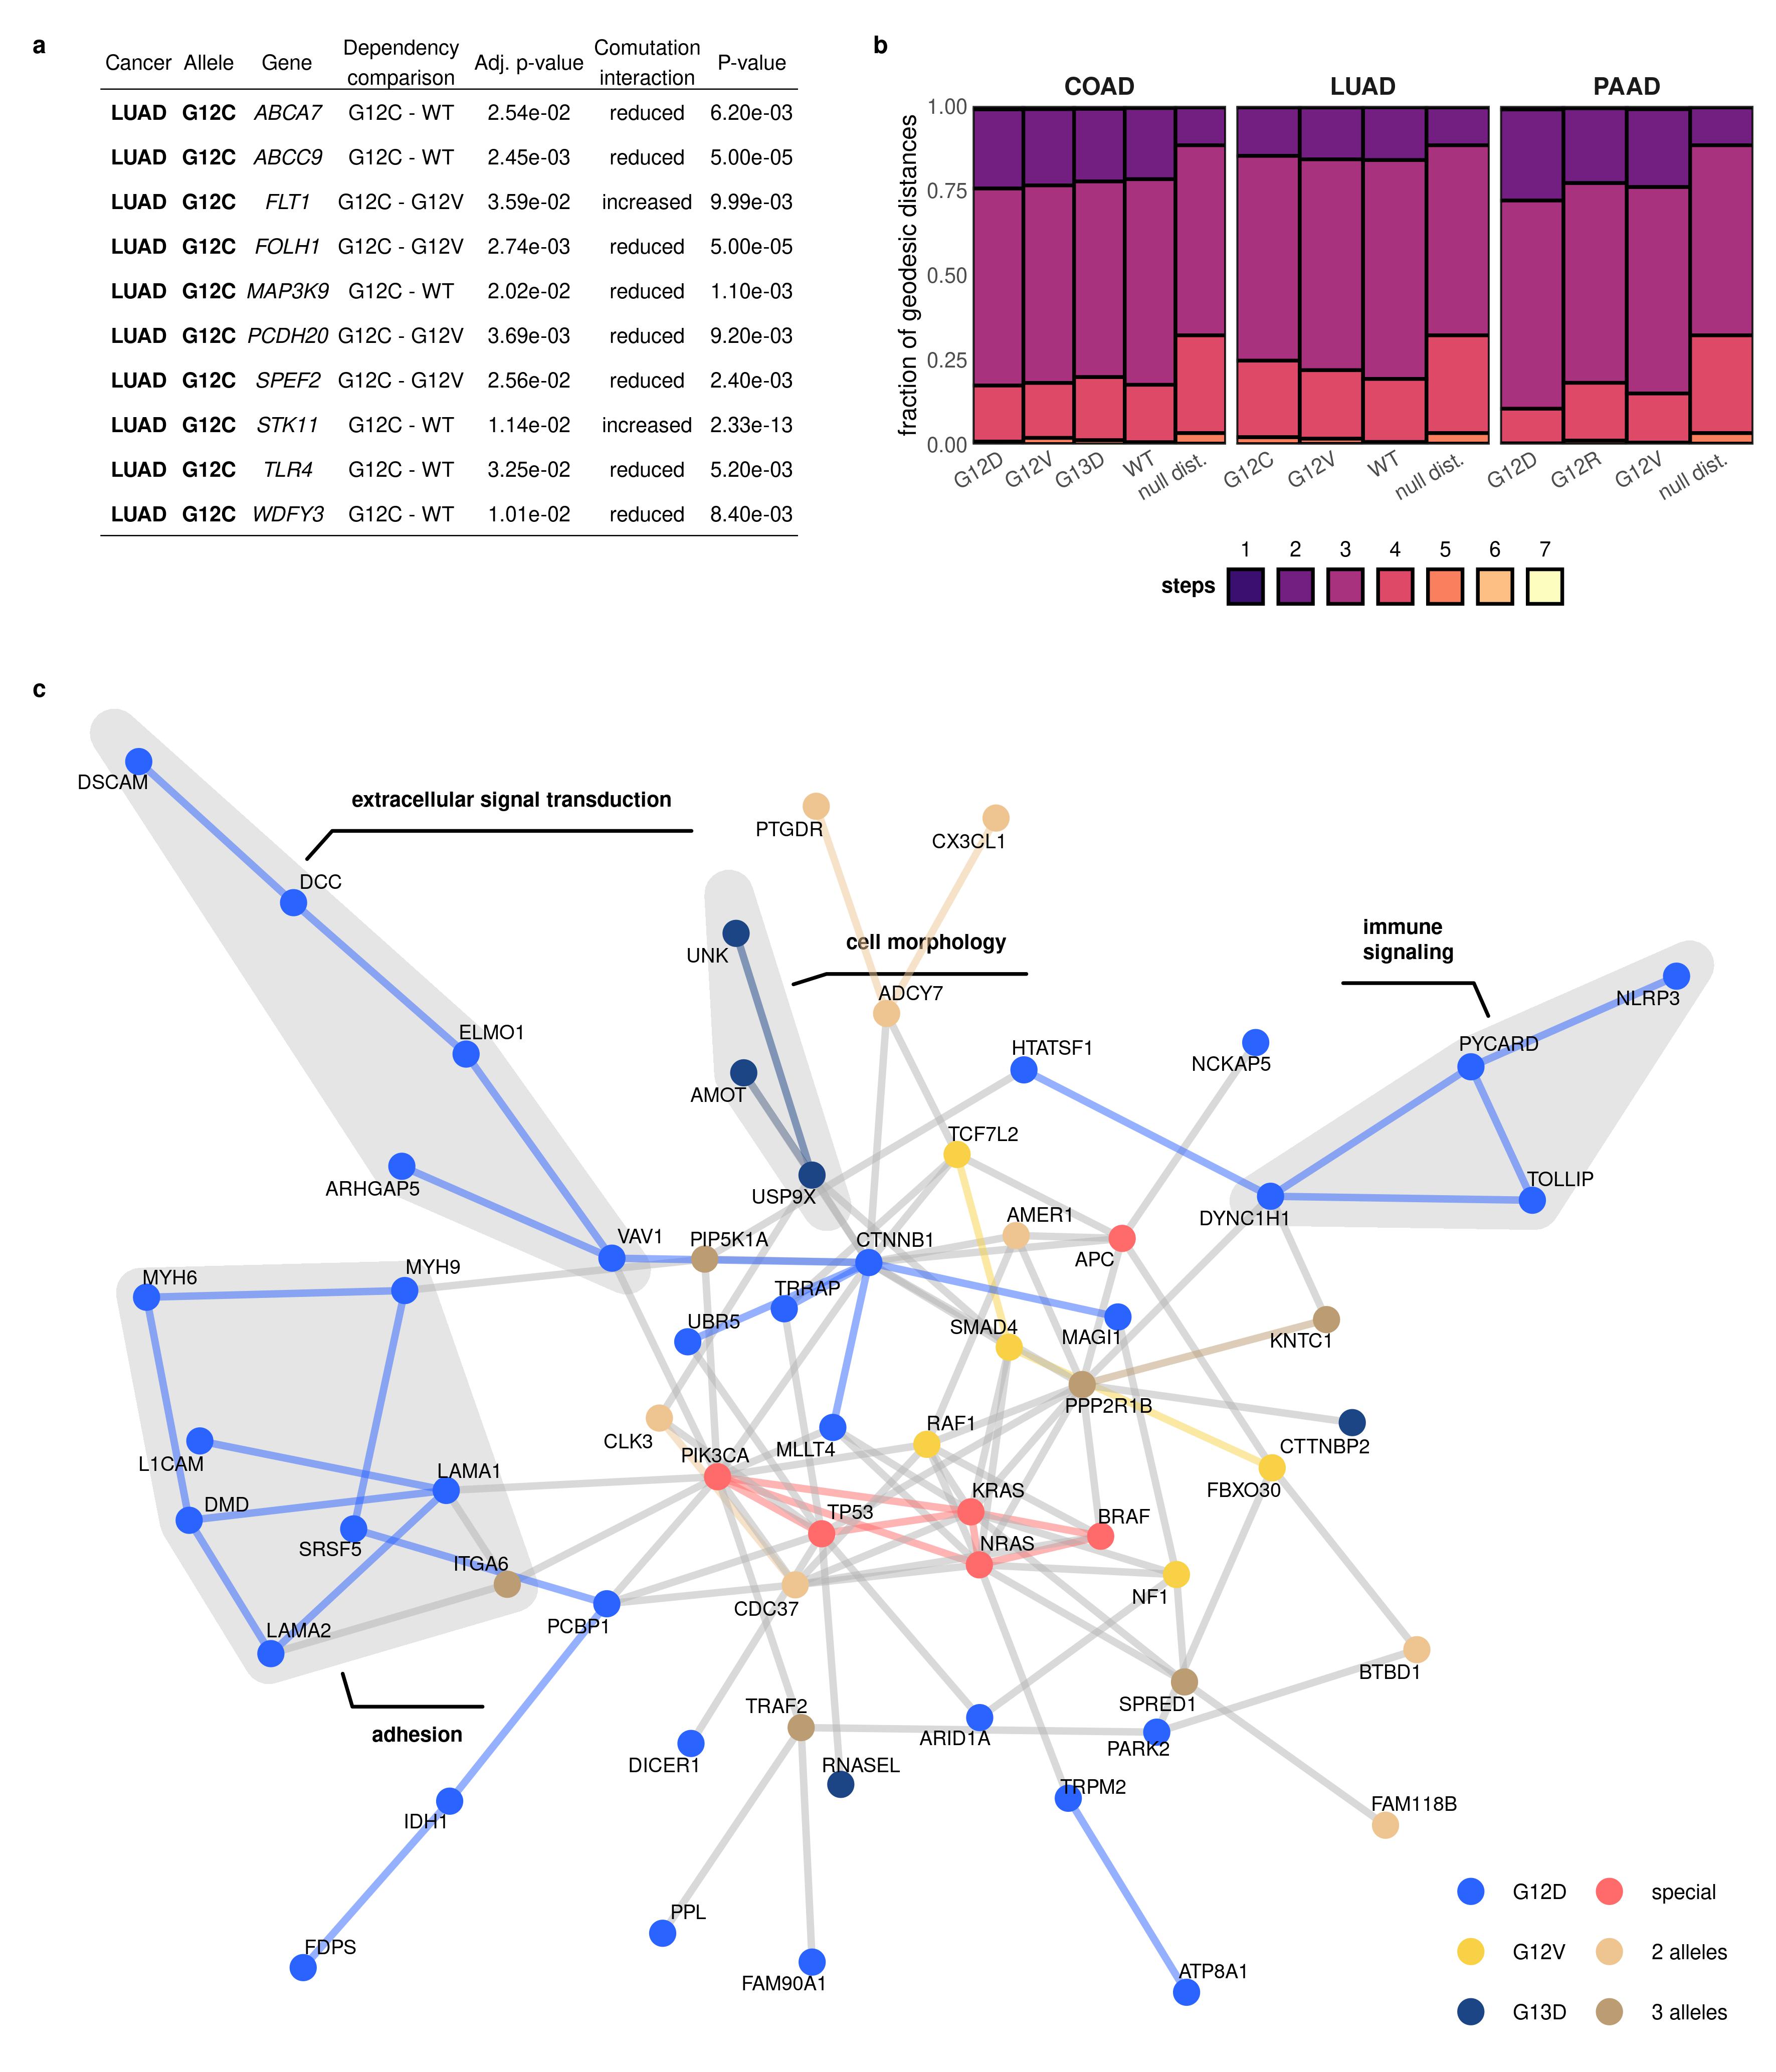 a
Cancer Allele Gene Dependency comparison Adj. p-value Comutation interaction P-value
LUAD G12C ABCA7 G12C - WT 2.54e-02 reduced 6.20e-03
LUAD G12C ABCC9 G12C - WT 2.45e-03 reduced 5.00e-05
LUAD G12C FLT1 G12C - G12V 3.59e-02 increased 9.99e-03
LUAD G12C FOLH1 G12C - G12V 2.74e-03 reduced 5.00e-05
LUAD G12C MAP3K9 G12C - WT 2.02e-02 reduced 1.10e-03
LUAD G12C PCDH20 G12C - G12V 3.69e-03 reduced 9.20e-03
LUAD G12C SPEF2 G12C - G12V 2.56e-02 reduced 2.40e-03
LUAD G12C STK11 G12C - WT 1.14e-02 increased 2.33e-13
LUAD G12C TLR4 G12C - WT 3.25e-02 reduced 5.20e-03
LUAD G12C WDFY3 G12C - WT 1.01e-02 reduced 8.40e-03
b
COAD LUAD PAAD
fraction of geodesic distances
1.00
0.75
0.50
0.25
0.00
G12D G12V G13D WT null dist.
G12C G12V WT null dist.
G12D G12R G12V null dist.
1 2 3 4 5 6 7
steps
c
DSCAM
extracellular signal transduction
PTGDR
CX3CL1
DCC
immune
signaling
cell morphology
UNK
ADCY7
NLRP3
ELMO1
HTATSF1
PYCARD
NCKAP5
AMOT
TCF7L2
TOLLIP
ARHGAP5
USP9X
AMER1
DYNC1H1
VAV1
PIP5K1A
CTNNB1
APC
MYH6
MYH9
TRRAP
UBR5
SMAD4
MAGI1
KNTC1
PPP2R1B
CLK3
RAF1
CTTNBP2
PIK3CA
MLLT4
L1CAM
LAMA1
KRAS
FBXO30
DMD
TP53
BRAF
SRSF5
ITGA6
NRAS
NF1
CDC37
PCBP1
LAMA2
BTBD1
SPRED1
TRAF2
adhesion
ARID1A
PARK2
DICER1
RNASEL
TRPM2
IDH1
FAM118B
PPL
FDPS
FAM90A1
ATP8A1
G12D special
G12V 2 alleles
G13D 3 alleles